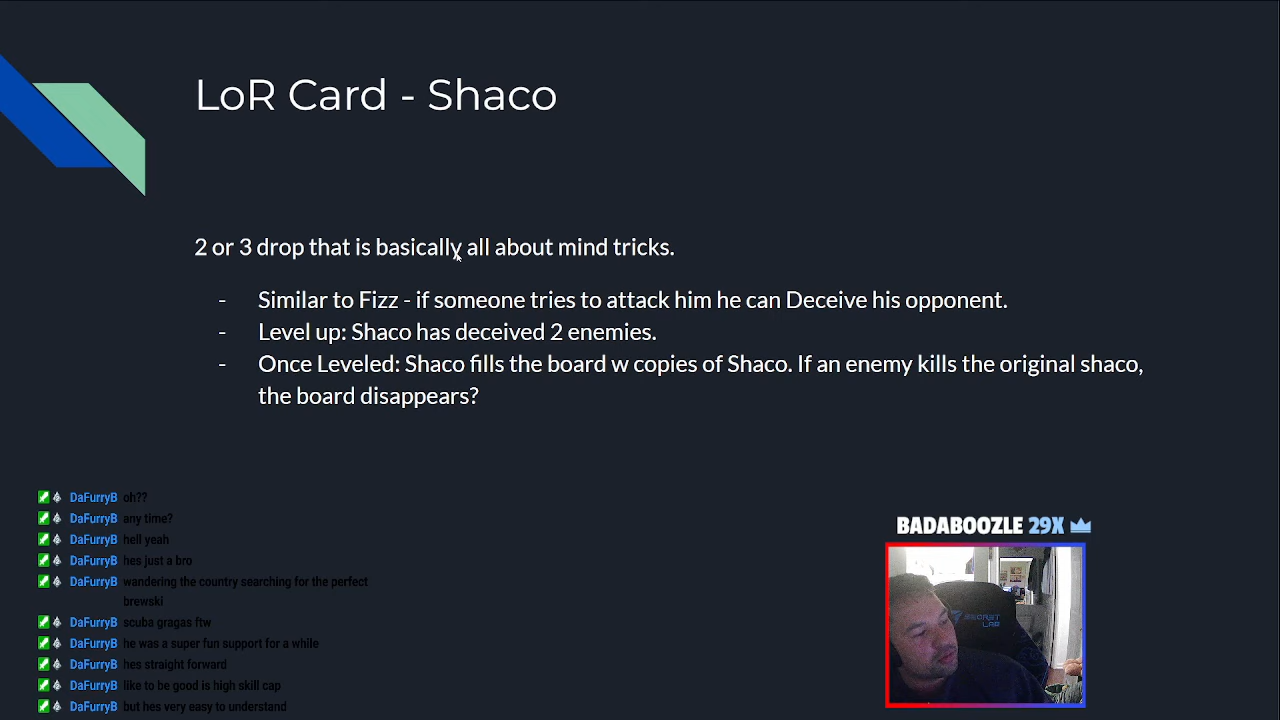 LoR Card - Shaco
2 or 3 drop that is basically all about mind tricks.
- Similar to Fizz - if someone tries to attack him he can Deceive his opponent.
- Level up: Shaco has deceived 2 enemies.
- Once Leveled: Shaco fills the board w copies of Shaco. If an enemy kills the original shaco,
the board disappears?
DaFurryB oh??
DaFurryB any time?
DaFurryB hell yeah
DaFurryB hes just a bro
DaFurryB wandering the country searching for the perfect
brewski
DaFurryB scuba gragas ftw
DaFurryB he was a super fun support for a while
DaFurryB hes straight forward
DaFurryB like to be good is high skill cap
DaFurryB but hes very easy to understand
BADABOOZLE 29X
SECRET
LAB